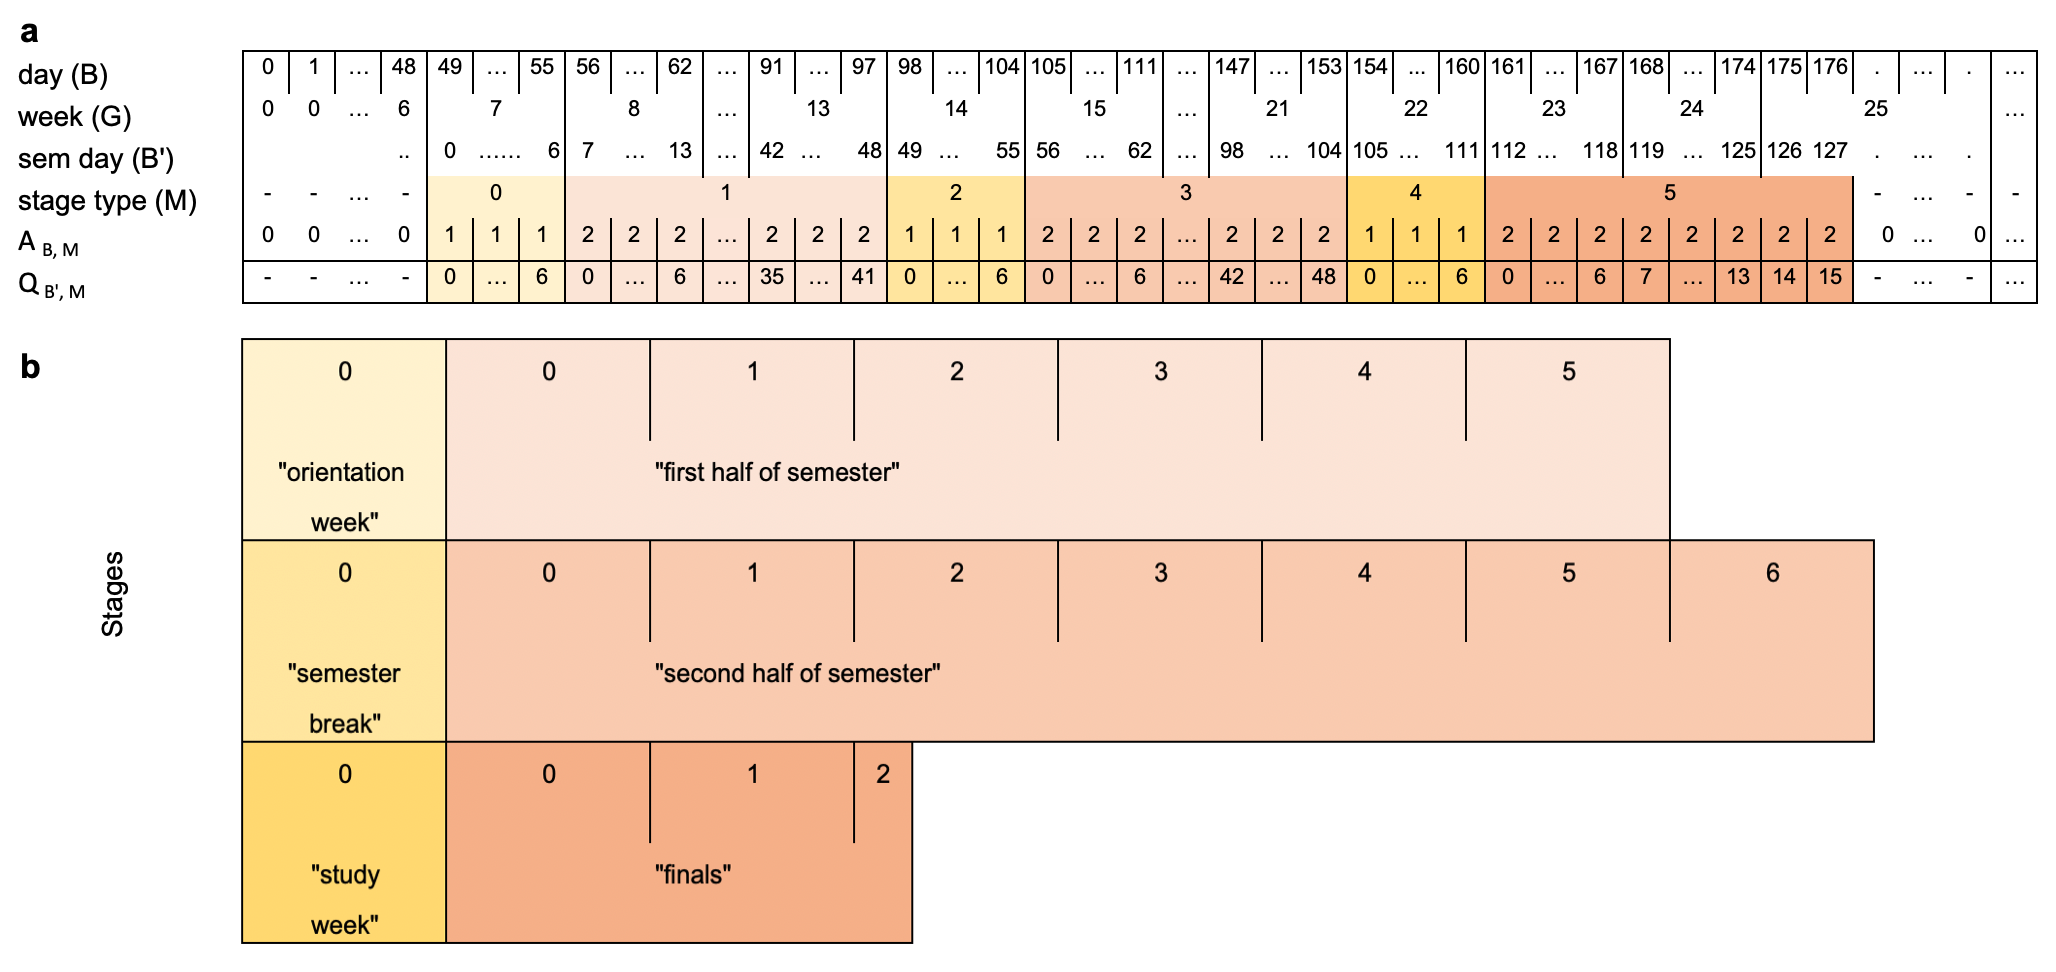 a
day (B) 0 1 ... 48 49 ... 55 56 ... 62 ... 91 ... 97 98 ... 104 105 ... 111 ... 147 ... 153 154 ... 160 161 ... 167 168 ... 174 175 176 . ... . ...
week (G) 0 0 ... 6 7 8 ... 13 14 15 ... 21 22 23 24 25 ...
sem day (B') .. 0 ...... 6 7 ... 13 ... 42 ... 48 49 ... 55 56 ... 62 ... 98 ... 104 105 ... 111 112 ... 118 119 ... 125 126 127 . ... .
stage type (M) - - ... - 0 1 2 3 4 5 - ... - -
A B, M 0 0 ... 0 1 1 1 2 2 2 ... 2 2 2 1 1 1 2 2 2 ... 2 2 2 1 1 1 2 2 2 2 2 2 2 2 0 ... 0 ...
Q B', M - - ... - 0 ... 6 0 ... 6 ... 35 ... 41 0 ... 6 0 ... 6 ... 42 ... 48 0 ... 6 0 ... 6 7 ... 13 14 15 - ... - ...
b
0 0 1 2 3 4 5
"orientation "first half of semester"
week"
Stages
0 0 1 2 3 4 5 6
"semester "second half of semester"
break"
0 0 1 2
"study "finals"
week"